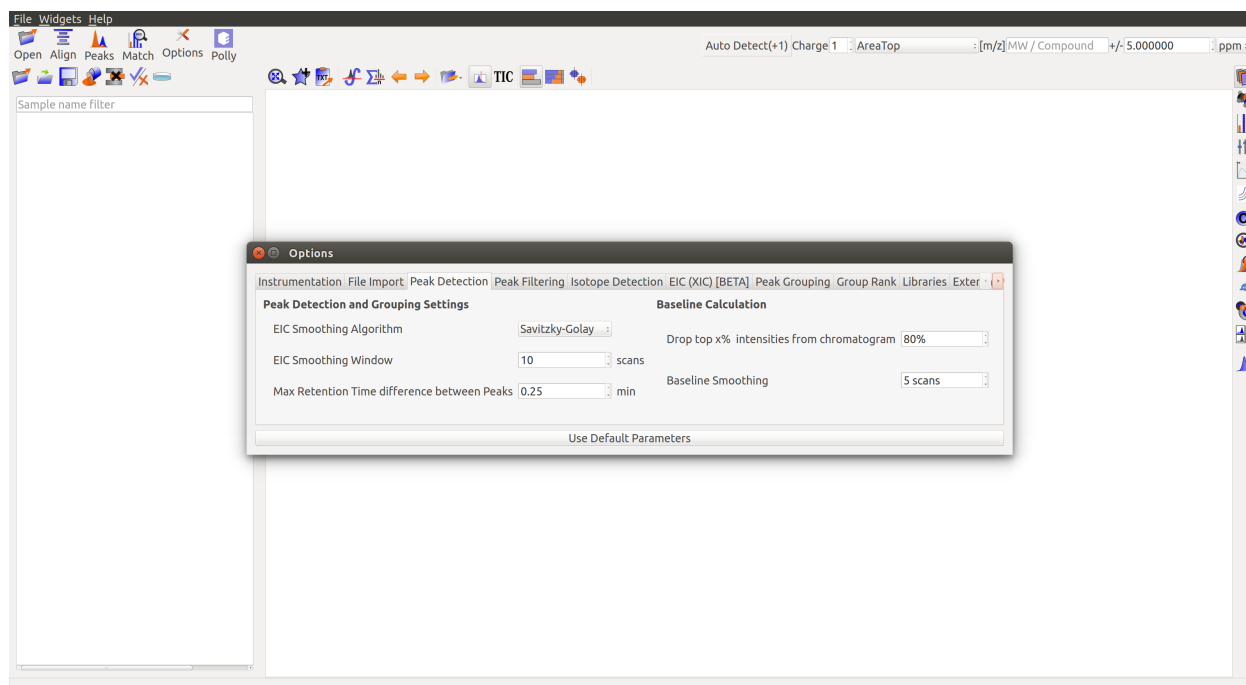 File Widgets Help
Open Align Peaks Match Options Polly
Auto Detect(+1) Charge 1 AreaTop [m/z] MW / Compound +/- 5.000000 ppm
TXT TIC
Sample name filter
Options
Instrumentation File Import Peak Detection Peak Filtering Isotope Detection EIC (XIC) [BETA] Peak Grouping Group Rank Libraries Exter
Peak Detection and Grouping Settings Baseline Calculation
EIC Smoothing Algorithm Savitzky-Golay
Drop top x% intensities from chromatogram 80%
EIC Smoothing Window 10 scans
Baseline Smoothing 5 scans
Max Retention Time difference between Peaks 0.25 min
Use Default Parameters